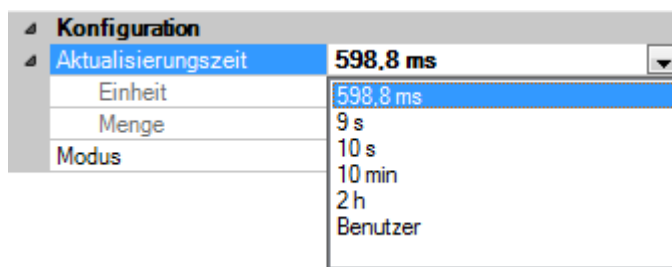 Konfiguration
Aktualisierungszeit 598,8 ms
Einheit 598,8 ms
Menge 9 s
10 s
Modus 10 min
2 h
Benutzer